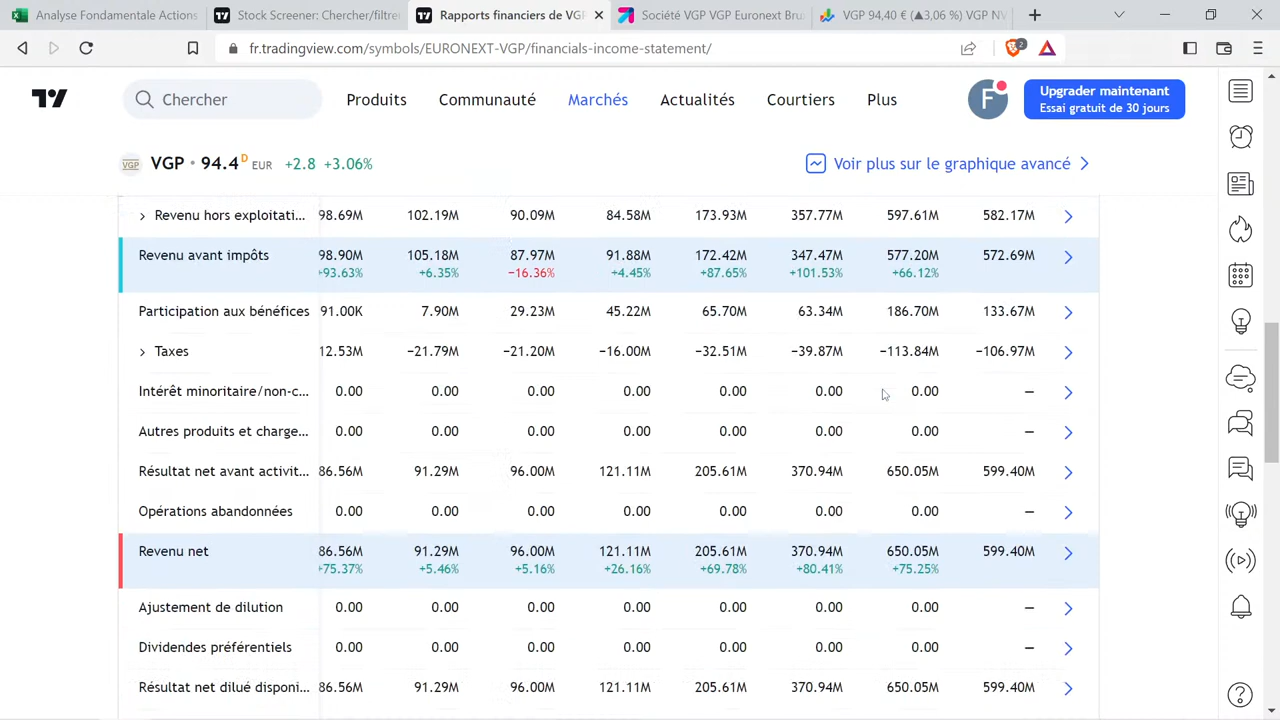 Analyse Fondamentale Actions
Stock Screener: Chercher/filtre
Rapports financiers de VGP
Société VGP VGP Euronext Bru
VGP 94,40 € (▲3,06 %) VGP NV
fr.tradingview.com/symbols/EURONEXT-VGP/financials-income-statement/
2
Chercher
Produits
Communauté
Marchés
Actualités
Courtiers
Plus
F
Upgrader maintenant
Essai gratuit de 30 jours
VGP
VGP • 94.4 D EUR +2.8 +3.06%
Voir plus sur le graphique avancé
Revenu hors exploitati... 98.69M 102.19M 90.09M 84.58M 173.93M 357.77M 597.61M 582.17M
Revenu avant impôts 98.90M 105.18M 87.97M 91.88M 172.42M 347.47M 577.20M 572.69M
+93.63% +6.35% −16.36% +4.45% +87.65% +101.53% +66.12%
Participation aux bénéfices 91.00K 7.90M 29.23M 45.22M 65.70M 63.34M 186.70M 133.67M
Taxes 12.53M −21.79M −21.20M −16.00M −32.51M −39.87M −113.84M −106.97M
Intérêt minoritaire/non-c... 0.00 0.00 0.00 0.00 0.00 0.00 0.00 —
Autres produits et charge... 0.00 0.00 0.00 0.00 0.00 0.00 0.00 —
Résultat net avant activit... 86.56M 91.29M 96.00M 121.11M 205.61M 370.94M 650.05M 599.40M
Opérations abandonnées 0.00 0.00 0.00 0.00 0.00 0.00 0.00 —
Revenu net 86.56M 91.29M 96.00M 121.11M 205.61M 370.94M 650.05M 599.40M
+75.37% +5.46% +5.16% +26.16% +69.78% +80.41% +75.25%
Ajustement de dilution 0.00 0.00 0.00 0.00 0.00 0.00 0.00 —
Dividendes préférentiels 0.00 0.00 0.00 0.00 0.00 0.00 0.00 —
Résultat net dilué disponi... 86.56M 91.29M 96.00M 121.11M 205.61M 370.94M 650.05M 599.40M